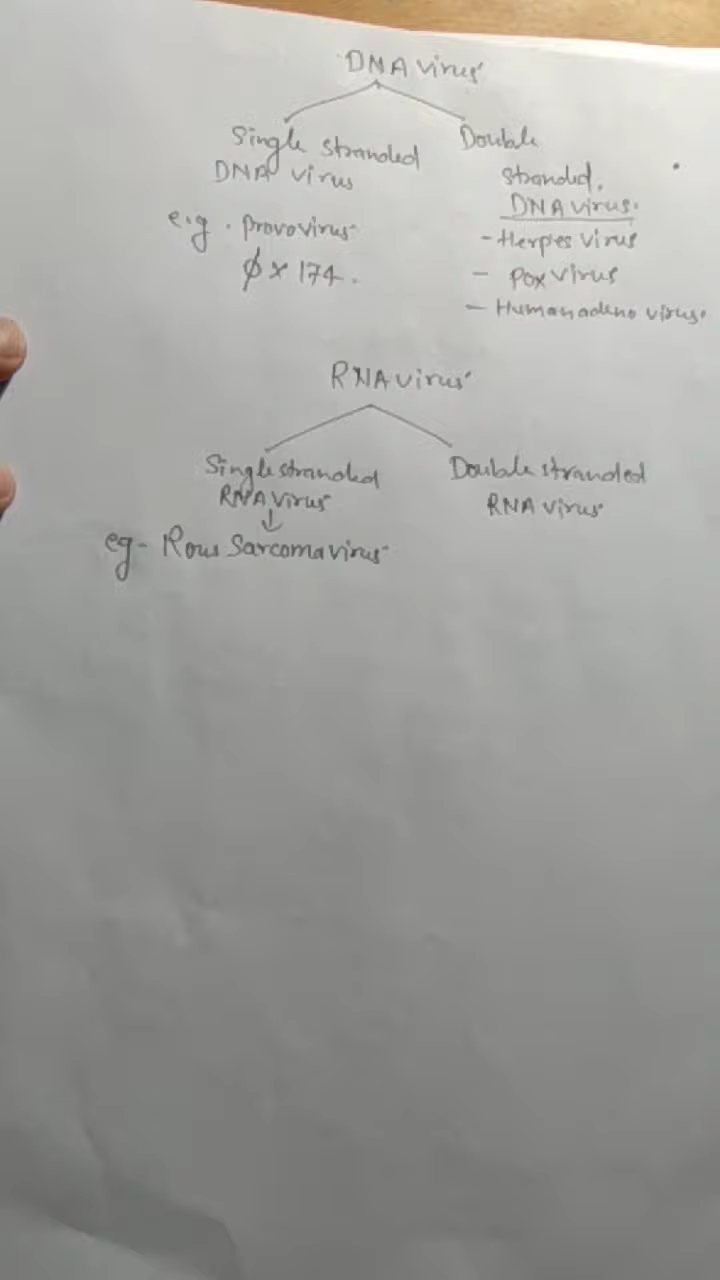 DNA virus
Single stranded
DNA virus
Double
stranded.
DNA virus.
e.g. Provovirus
φ x 174.
- Herpes virus
- Pox virus
- Human adeno virus.
RNA virus
Single stranded
RNA virus
Double stranded
RNA virus
eg - Rous Sarcoma virus